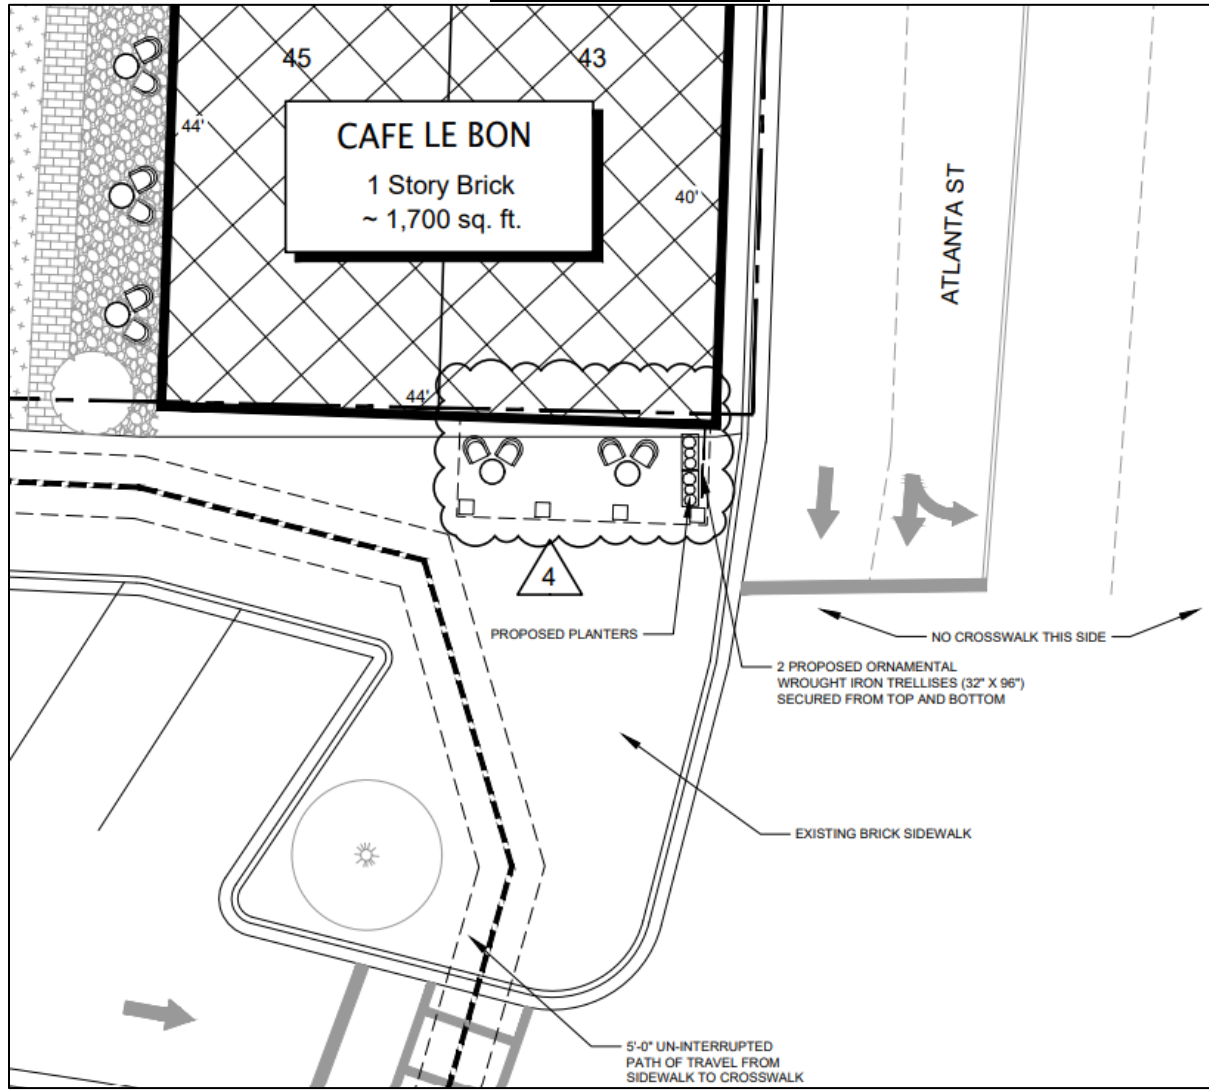 45
43
CAFE LE BON
1 Story Brick
~ 1,700 sq. ft.
44'
40'
ATLANTA ST
44'
4
PROPOSED PLANTERS
NO CROSSWALK THIS SIDE
2 PROPOSED ORNAMENTAL
WROUGHT IRON TRELLISES (32" X 96")
SECURED FROM TOP AND BOTTOM
EXISTING BRICK SIDEWALK
5'-0" UN-INTERRUPTED
PATH OF TRAVEL FROM
SIDEWALK TO CROSSWALK